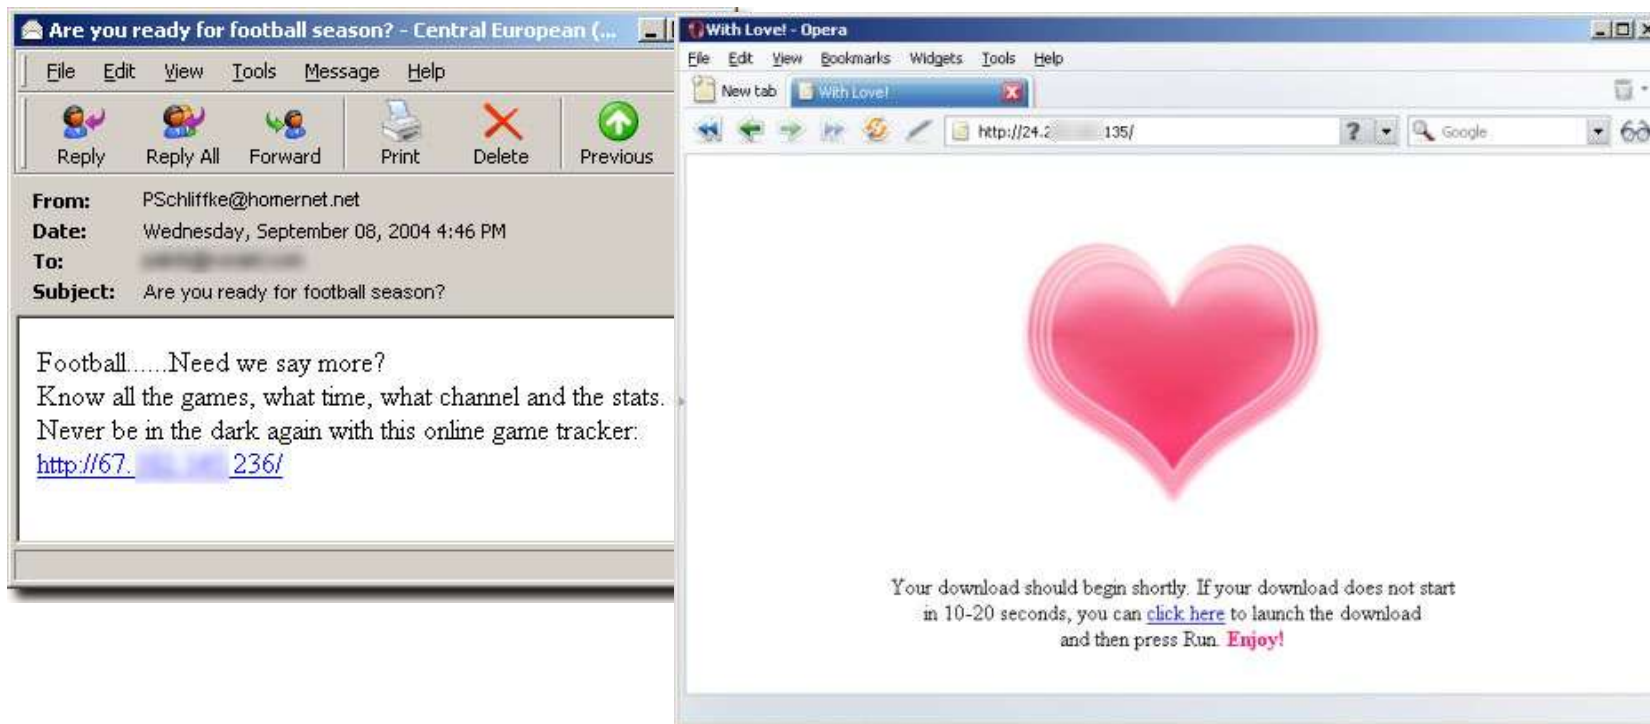 Are you ready for football season? - Central European (...
File Edit View Tools Message Help
Reply Reply All Forward Print Delete Previous
From: PSchliffke@homernet.net
Date: Wednesday, September 08, 2004 4:46 PM
To:
Subject: Are you ready for football season?
Football......Need we say more?
Know all the games, what time, what channel and the stats.
Never be in the dark again with this online game tracker:
http://67. .236/
With Love! - Opera
File Edit View Bookmarks Widgets Tools Help
New tab With Love!
http://24.2 135/ ? Google
Your download should begin shortly. If your download does not start
in 10-20 seconds, you can click here to launch the download
and then press Run. Enjoy!